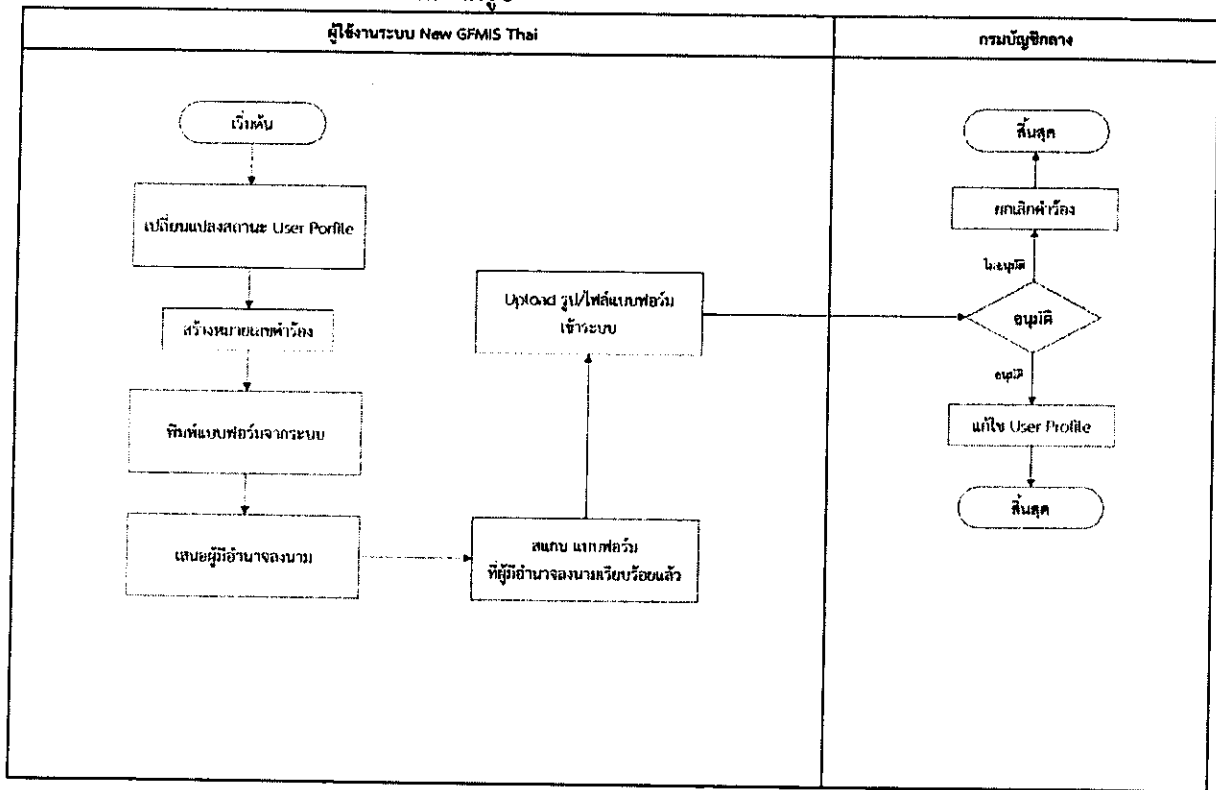 ผู้ใช้งานระบบ New GFMIS Thai
กรมบัญชีกลาง
เริ่มต้น
เปลี่ยนแปลงสถานะ User Porfile
สร้างหมายเลขคำร้อง
พิมพ์แบบฟอร์มจากระบบ
เสนอผู้มีอำนาจลงนาม
สแกน แบบฟอร์ม
ที่ผู้มีอำนาจลงนามเรียบร้อยแล้ว
Upload รูป/ไฟล์แบบฟอร์ม
เข้าระบบ
สิ้นสุด
ยกเลิกคำร้อง
ไม่อนุมัติ
อนุมัติ
อนุมัติ
แก้ไข User Profile
สิ้นสุด